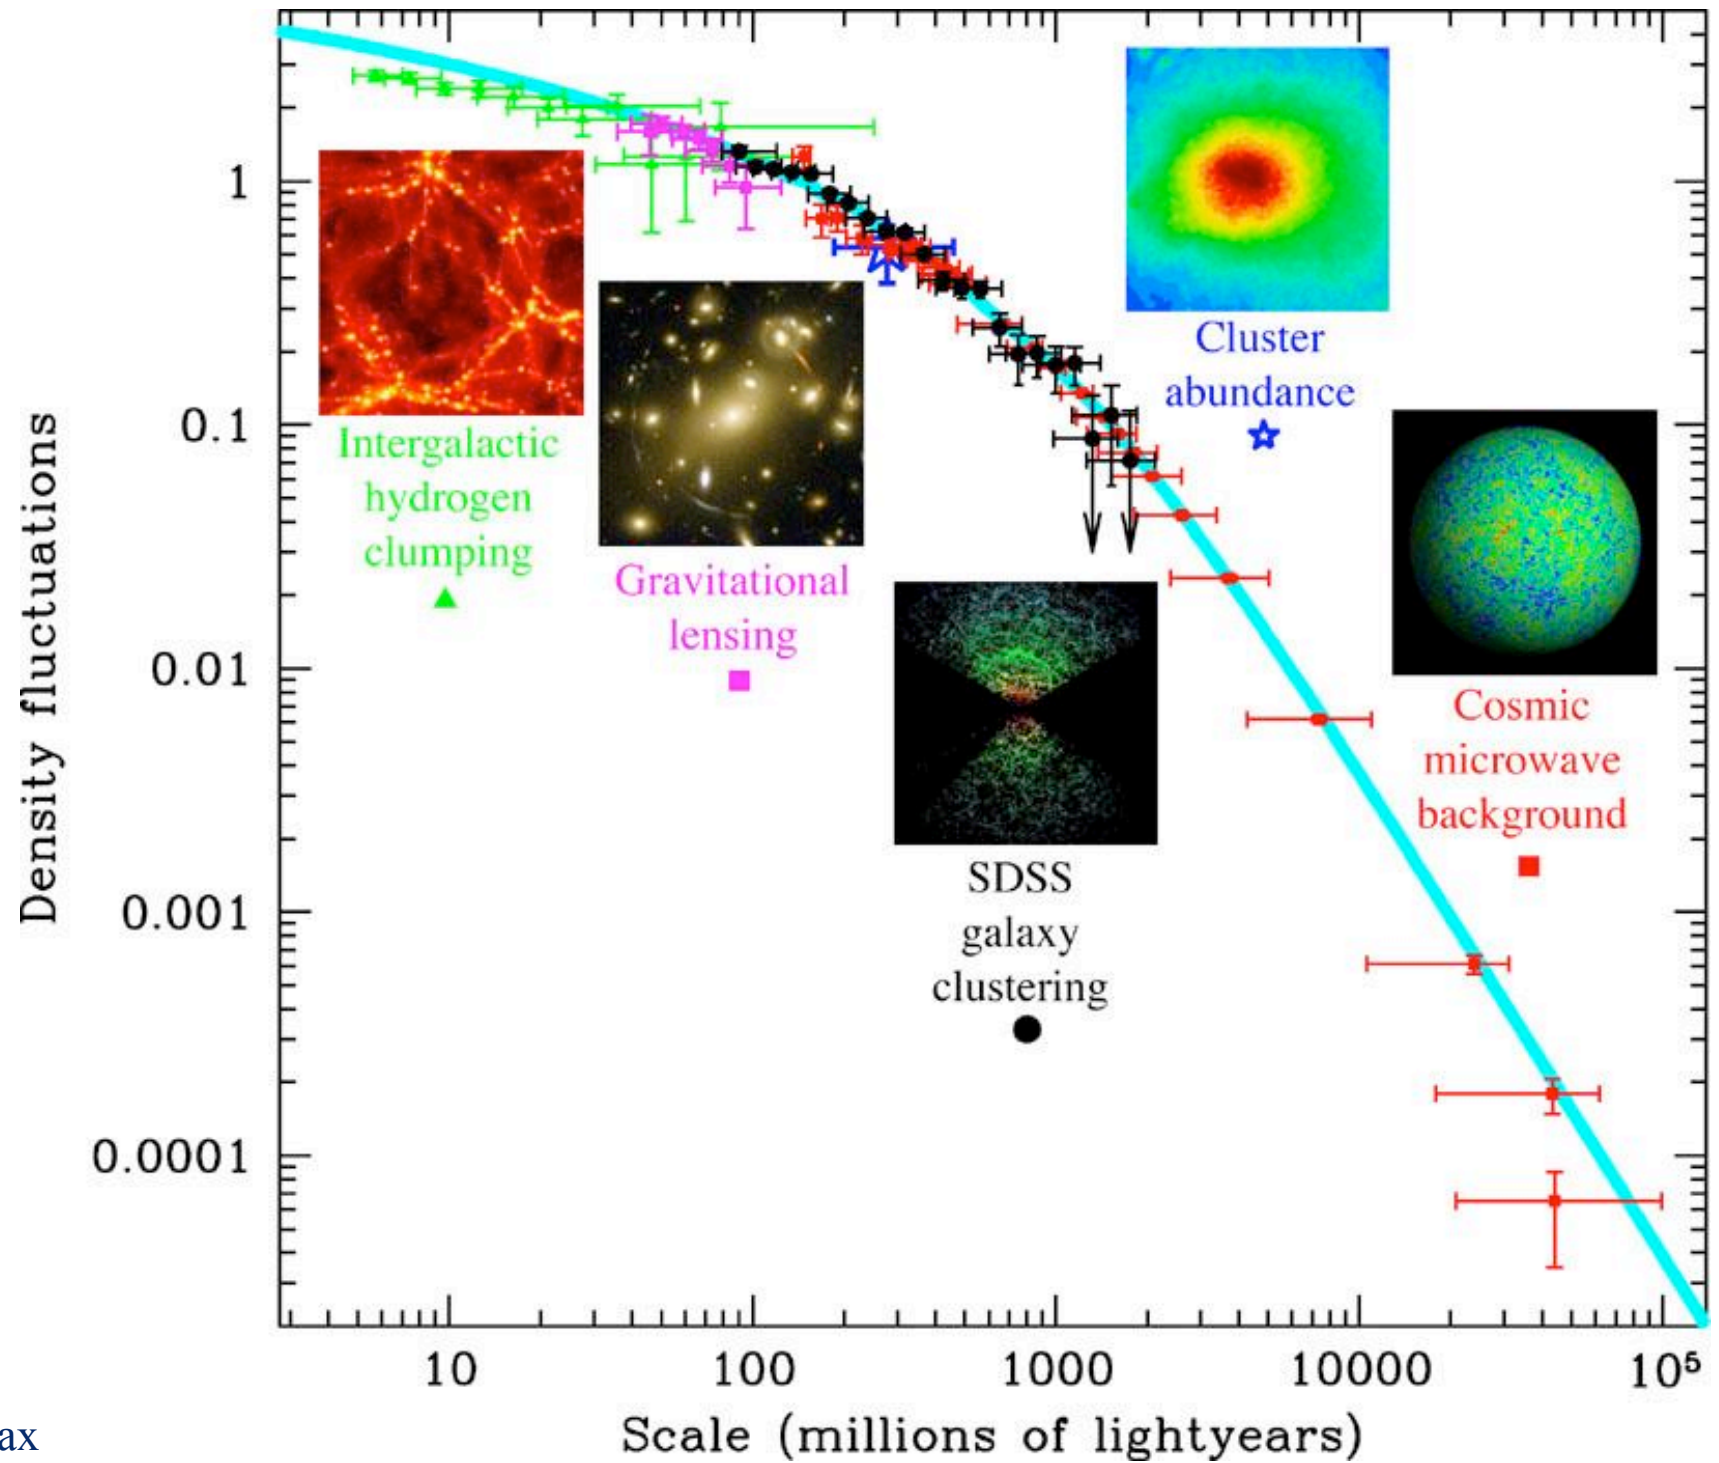 Density fluctuations
1
0.1
0.01
0.001
0.0001
Intergalactic
hydrogen
clumping
Gravitational
lensing
SDSS
galaxy
clustering
Cluster
abundance
Cosmic
microwave
background
10
100
1000
10000
10⁵
Scale (millions of lightyears)
ax